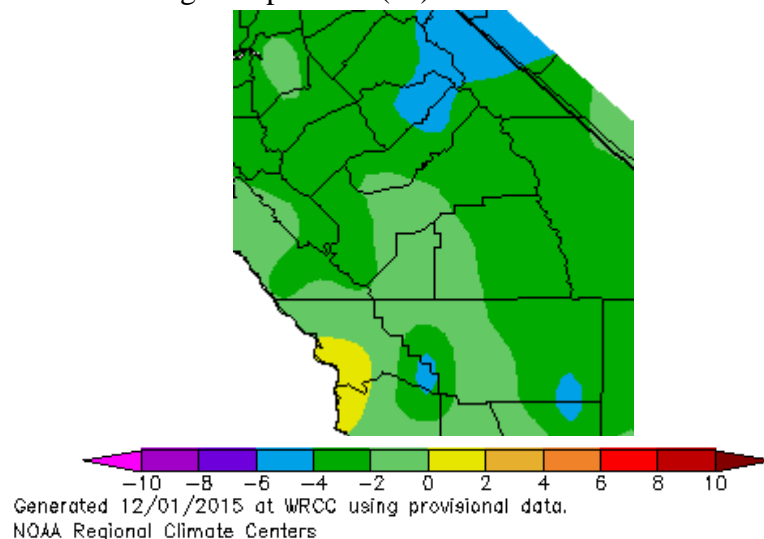 -10 -8 -6 -4 -2 0 2 4 6 8 10
Generated 12/01/2015 at WRCC using provisional data.
NOAA Regional Climate Centers